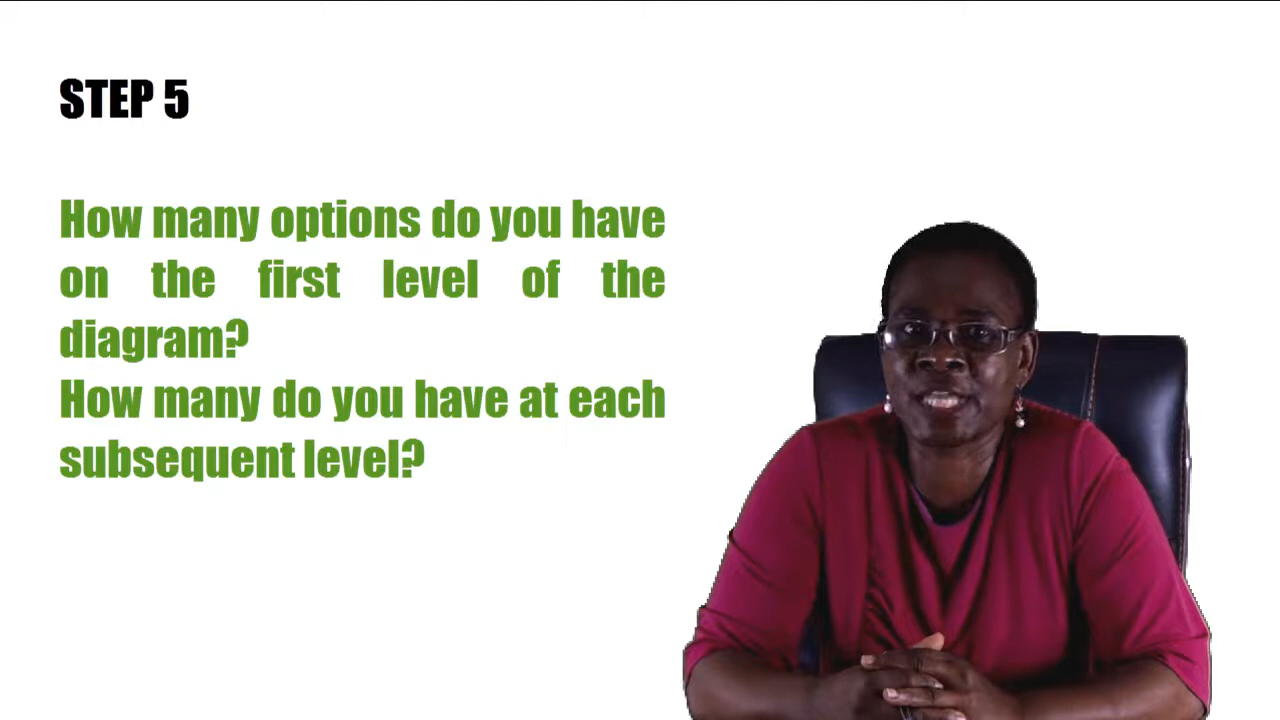 STEP 5
How many options do you have
on the first level of the
diagram?
How many do you have at each
subsequent level?